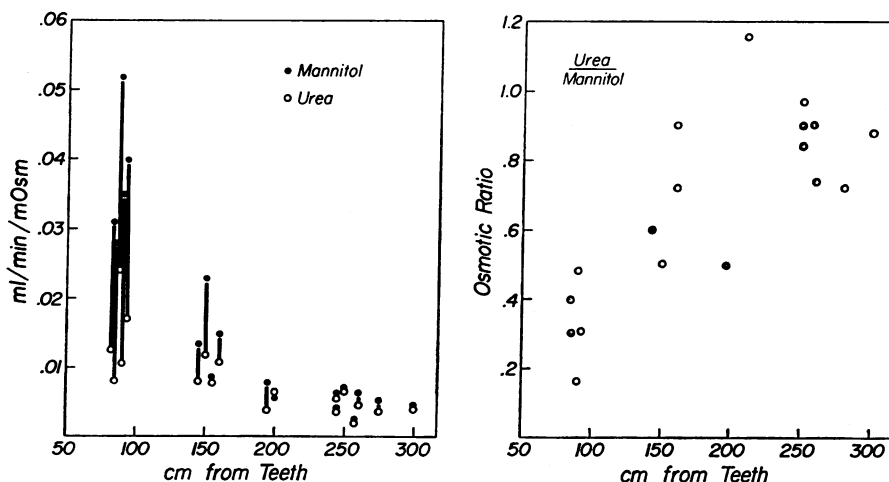 .06
.05
.04
.03
.02
.01
ml/min/mOsm
Mannitol
Urea
50 100 150 200 250 300
cm from Teeth
1.2
1.0
.8
.6
.4
.2
Osmotic Ratio
Urea
Mannitol
50 100 150 200 250 300
cm from Teeth